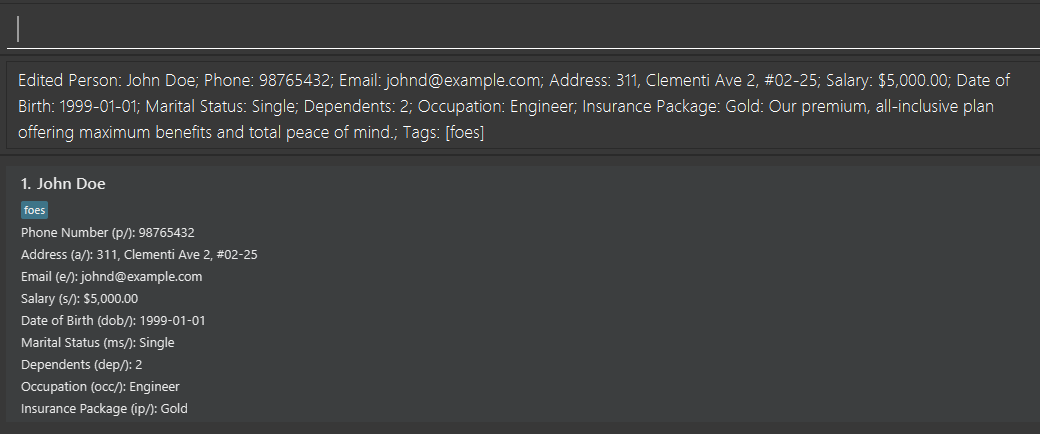 Edited Person: John Doe; Phone: 98765432; Email: johnd@example.com; Address: 311, Clementi Ave 2, #02-25; Salary: $5,000.00; Date of
Birth: 1999-01-01; Marital Status: Single; Dependents: 2; Occupation: Engineer; Insurance Package: Gold: Our premium, all-inclusive plan
offering maximum benefits and total peace of mind.; Tags: [foes]
1. John Doe
foes
Phone Number (p/): 98765432
Address (a/): 311, Clementi Ave 2, #02-25
Email (e/): johnd@example.com
Salary (s/): $5,000.00
Date of Birth (dob/): 1999-01-01
Marital Status (ms/): Single
Dependents (dep/): 2
Occupation (occ/): Engineer
Insurance Package (ip/): Gold